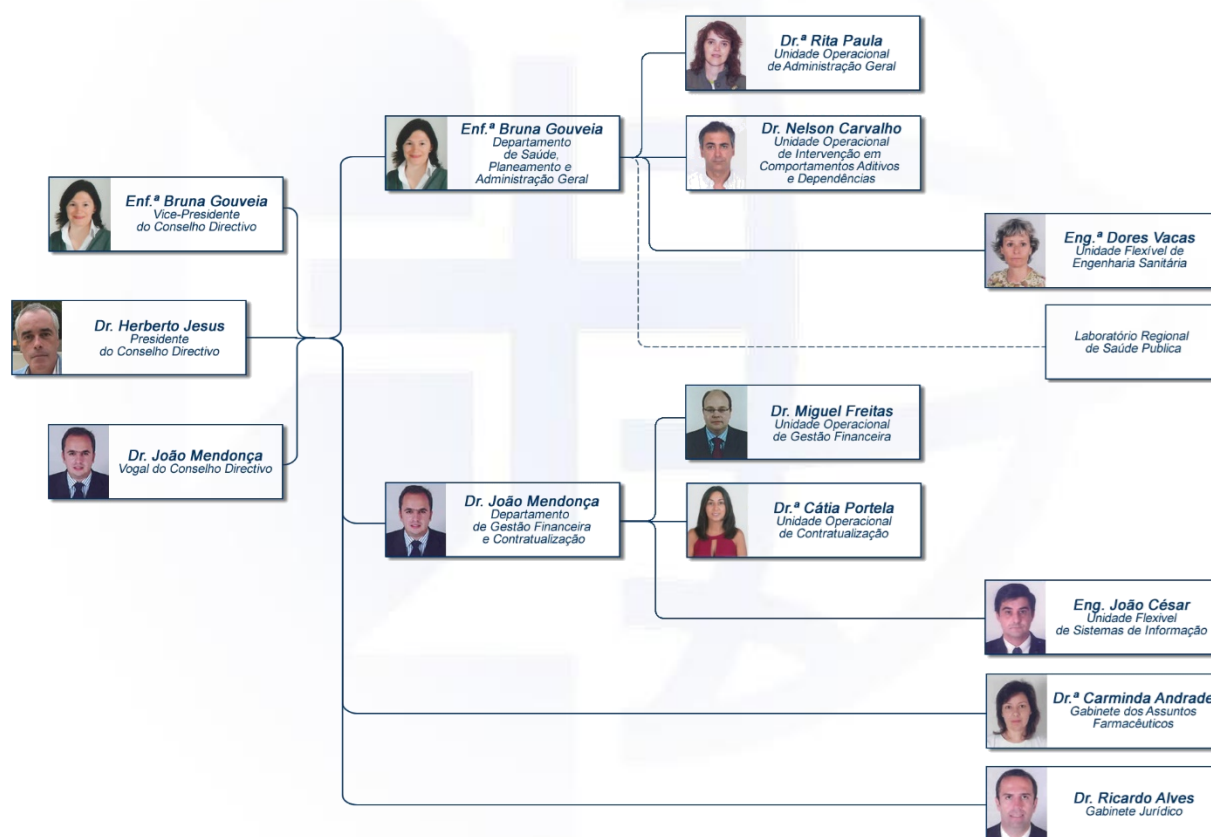 Dr.ª Rita Paula
Unidade Operacional
de Administração Geral
Enf.ª Bruna Gouveia
Departamento
de Saúde,
Planeamento e
Administração Geral
Dr. Nelson Carvalho
Unidade Operacional
de Intervenção em
Comportamentos Aditivos
e Dependências
Enf.ª Bruna Gouveia
Vice-Presidente
do Conselho Directivo
Eng.ª Dores Vacas
Unidade Flexível de
Engenharia Sanitária
Dr. Herberto Jesus
Presidente
do Conselho Directivo
Laboratório Regional
de Saúde Publica
Dr. Miguel Freitas
Unidade Operacional
de Gestão Financeira
Dr. João Mendonça
Vogal do Conselho Directivo
Dr. João Mendonça
Departamento
de Gestão Financeira
e Contratualização
Dr.ª Cátia Portela
Unidade Operacional
de Contratualização
Eng. João César
Unidade Flexivel
de Sistemas de Informação
Dr.ª Carminda Andrade
Gabinete dos Assuntos
Farmacêuticos
Dr. Ricardo Alves
Gabinete Jurídico